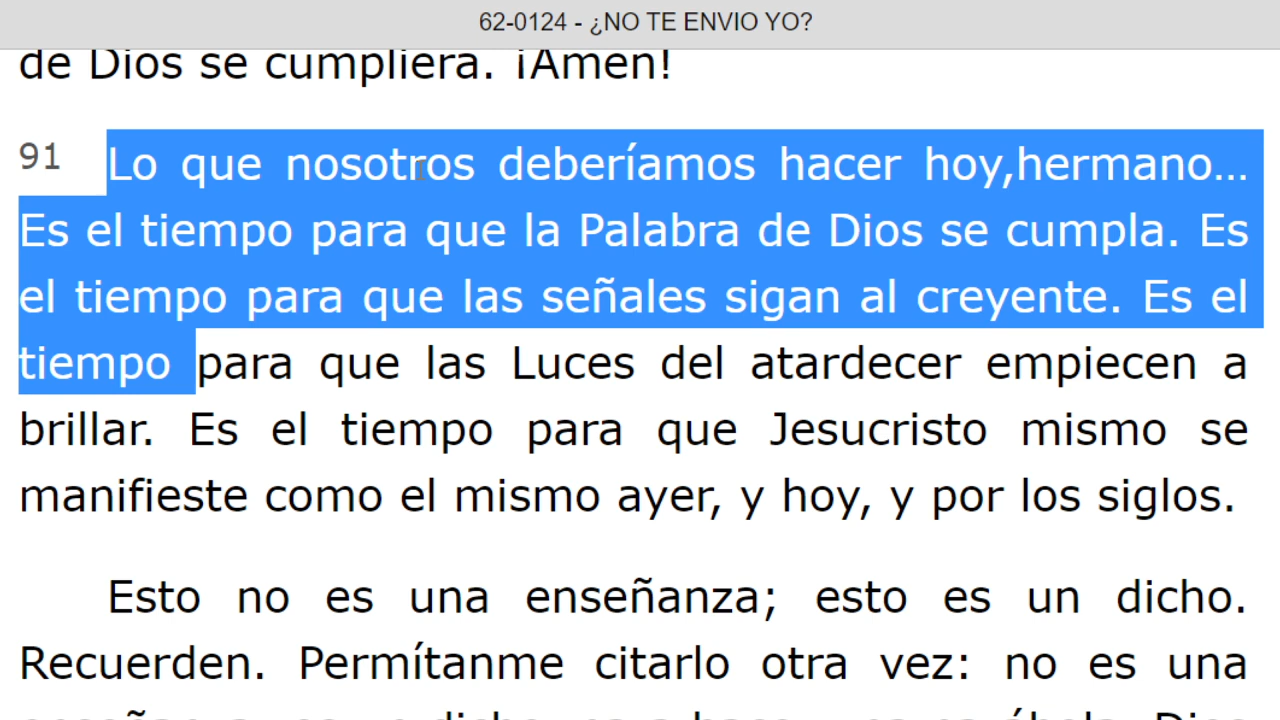 62-0124 - ¿NO TE ENVIO YO?
de Dios se cumpliera. ¡Amén!
91 Lo que nosotros deberíamos hacer hoy,hermano...
Es el tiempo para que la Palabra de Dios se cumpla. Es
el tiempo para que las señales sigan al creyente. Es el
tiempo para que las Luces del atardecer empiecen a
brillar. Es el tiempo para que Jesucristo mismo se
manifieste como el mismo ayer, y hoy, y por los siglos.
Esto no es una enseñanza; esto es un dicho.
Recuerden. Permítanme citarlo otra vez: no es una